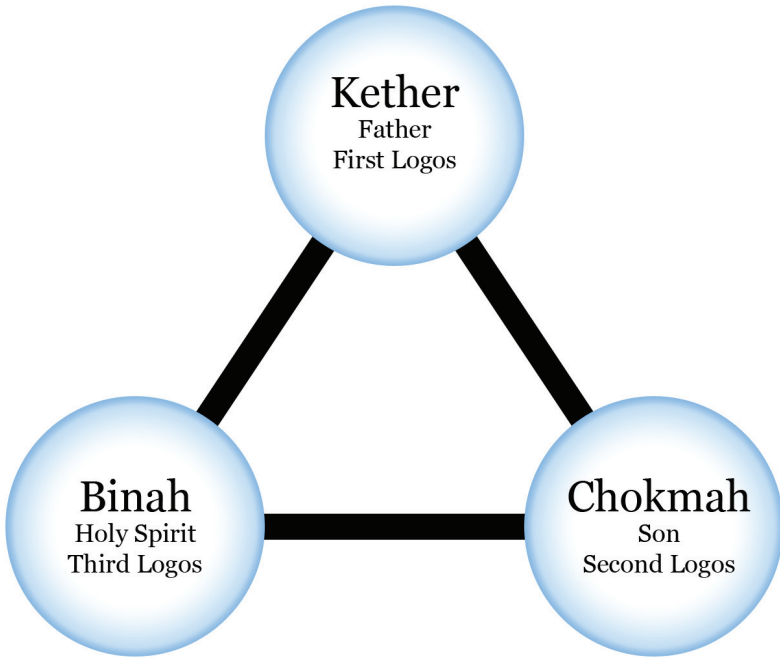 Kether
Father
First Logos
Binah
Holy Spirit
Third Logos
Chokmah
Son
Second Logos